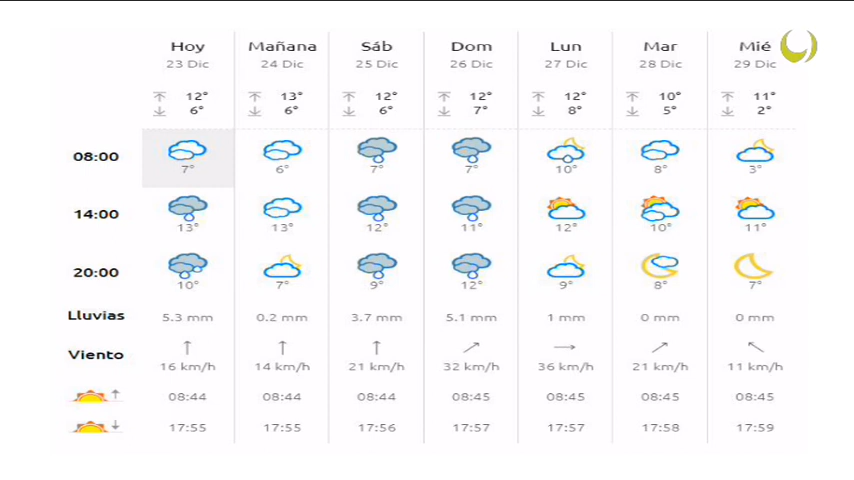 Hoy Mañana Sáb Dom Lun Mar Mié
23 Dic 24 Dic 25 Dic 26 Dic 27 Dic 28 Dic 29 Dic
12° 13° 12° 12° 12° 10° 11°
6° 6° 6° 7° 8° 5° 2°
08:00
7° 6° 7° 7° 10° 8° 3°
14:00
13° 13° 12° 11° 12° 10° 11°
20:00
10° 7° 9° 12° 9° 8° 7°
Lluvias 5.3 mm 0.2 mm 3.7 mm 5.1 mm 1 mm 0 mm 0 mm
Viento
16 km/h 14 km/h 21 km/h 32 km/h 36 km/h 21 km/h 11 km/h
08:44 08:44 08:44 08:45 08:45 08:45 08:45
17:55 17:55 17:56 17:57 17:57 17:58 17:59